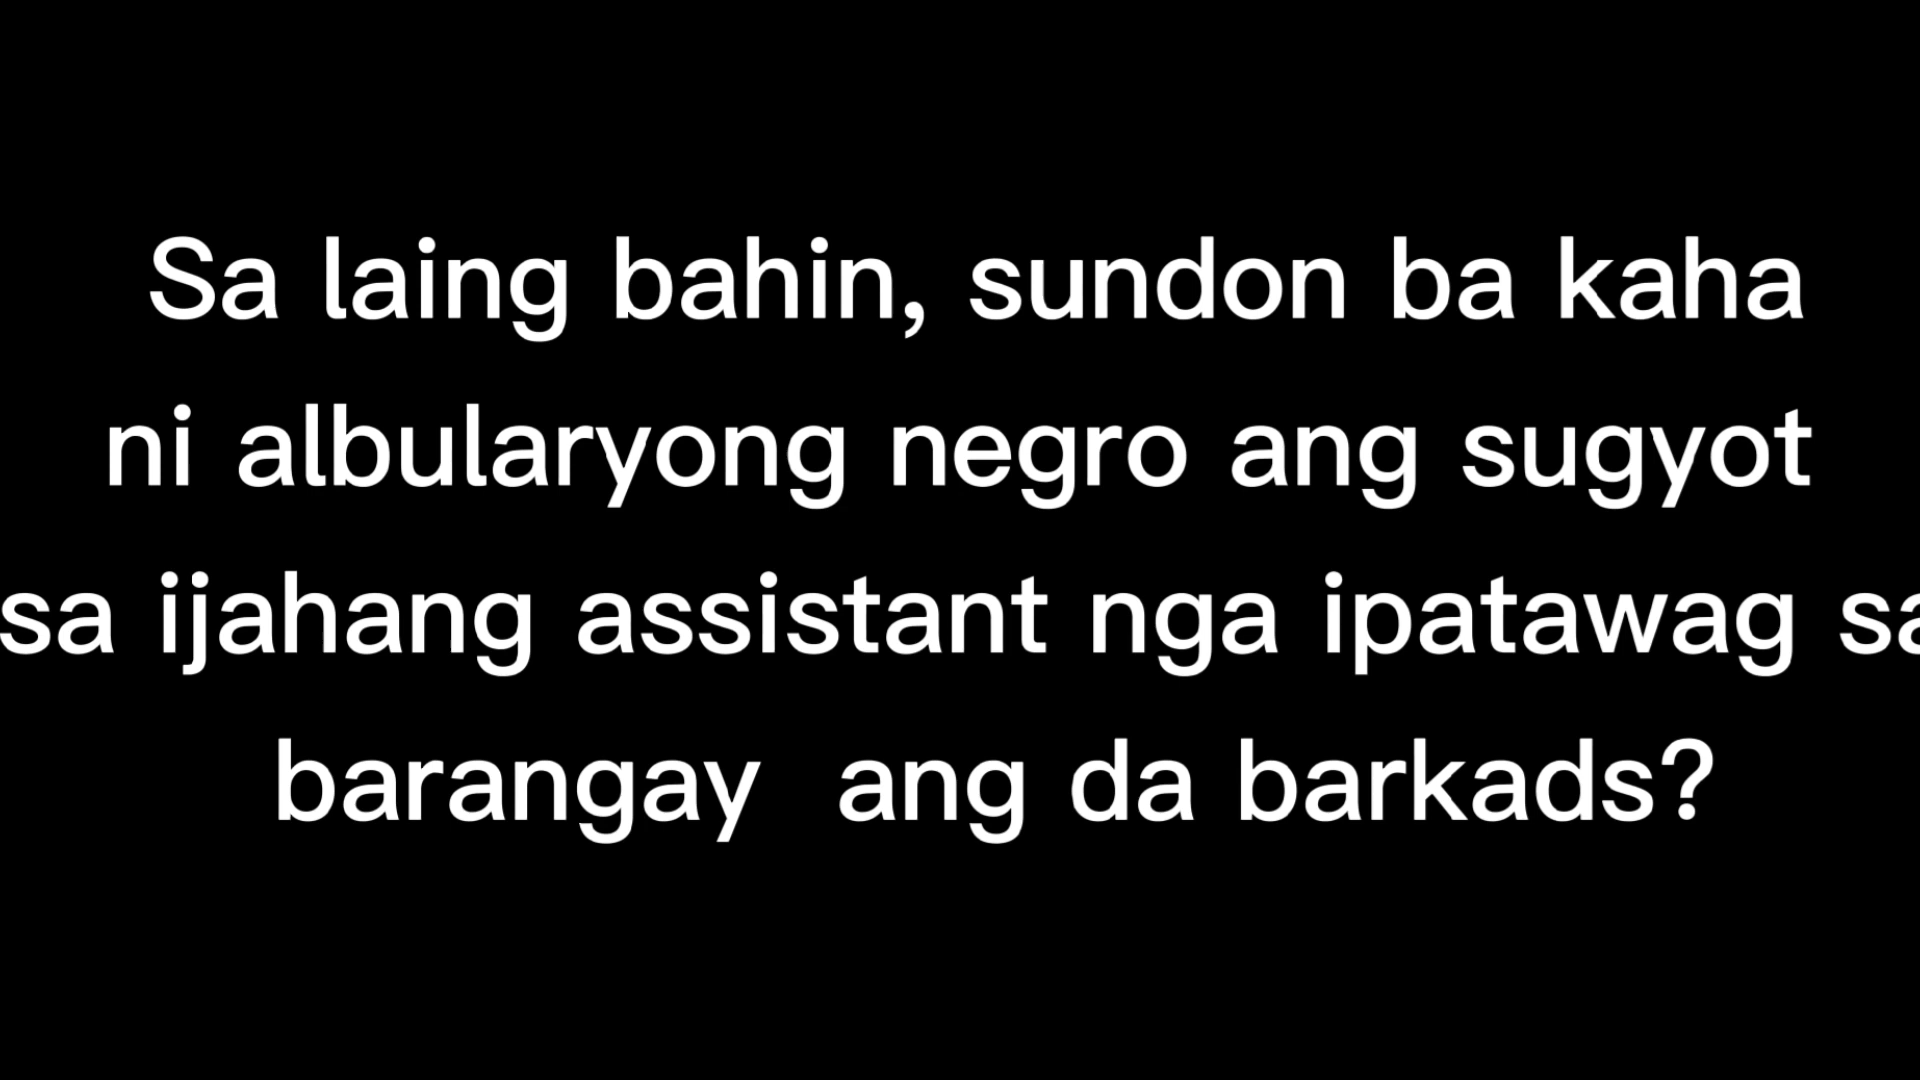 Sa laing bahin, sundon ba kaha
ni albularyong negro ang sugyot
sa ijahang assistant nga ipatawag sa
barangay  ang da barkads?